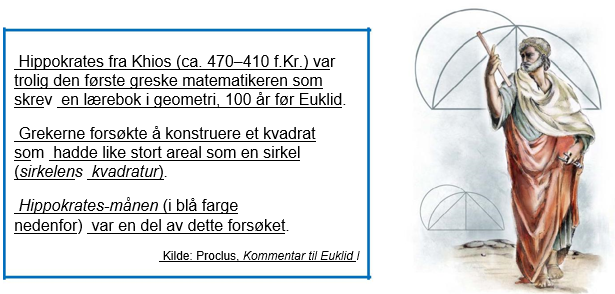 Hippokrates fra Khios (ca. 470–410 f.Kr.) var
trolig den første greske matematikeren som
skrev en lærebok i geometri, 100 år før Euklid.
Grekerne forsøkte å konstruere et kvadrat
som hadde like stort areal som en sirkel
(sirkelens kvadratur).
Hippokrates-månen (i blå farge
nedenfor) var en del av dette forsøket.
Kilde: Proclus, Kommentar til Euklid I